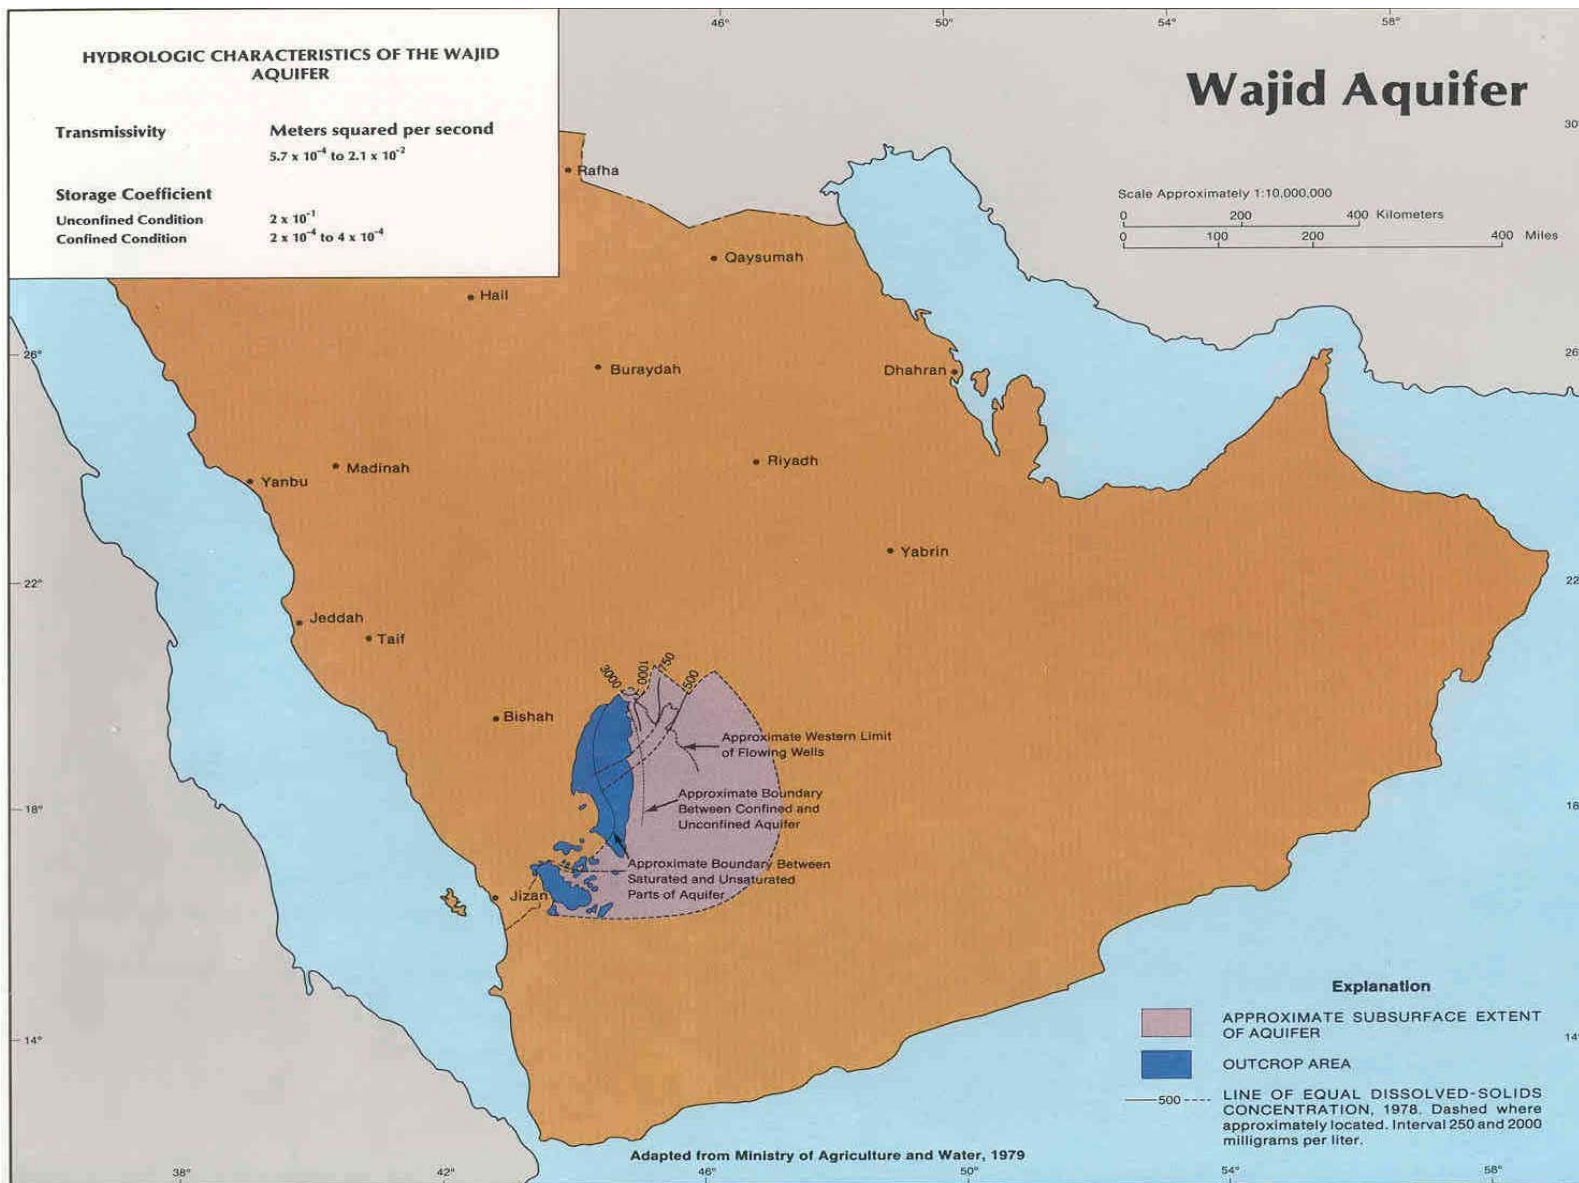 HYDROLOGIC CHARACTERISTICS OF THE WAJID
AQUIFER
Transmissivity Meters squared per second
5.7 x 10⁻⁴ to 2.1 x 10⁻²
Storage Coefficient
Unconfined Condition 2 x 10⁻¹
Confined Condition 2 x 10⁻⁴ to 4 x 10⁻⁴
46° 50° 54° 58°
Wajid Aquifer
30°
Scale Approximately 1:10,000,000
0 200 400 Kilometers
0 100 200 400 Miles
Rafha
Qaysumah
Hail
26° 26°
Buraydah
Dhahran
Riyadh
Madinah
Yanbu
Yabrin
22° 22°
Jeddah
Taif
3000
1000
750
500
Bishah
Approximate Western Limit
of Flowing Wells
Approximate Boundary
Between Confined and
Unconfined Aquifer
18° 18°
Approximate Boundary Between
Saturated and Unsaturated
Parts of Aquifer
Jizan
Explanation
APPROXIMATE SUBSURFACE EXTENT
OF AQUIFER
14° 14°
OUTCROP AREA
500 LINE OF EQUAL DISSOLVED-SOLIDS
CONCENTRATION, 1978. Dashed where
approximately located. Interval 250 and 2000
milligrams per liter.
Adapted from Ministry of Agriculture and Water, 1979
38° 42° 46° 50° 54° 58°